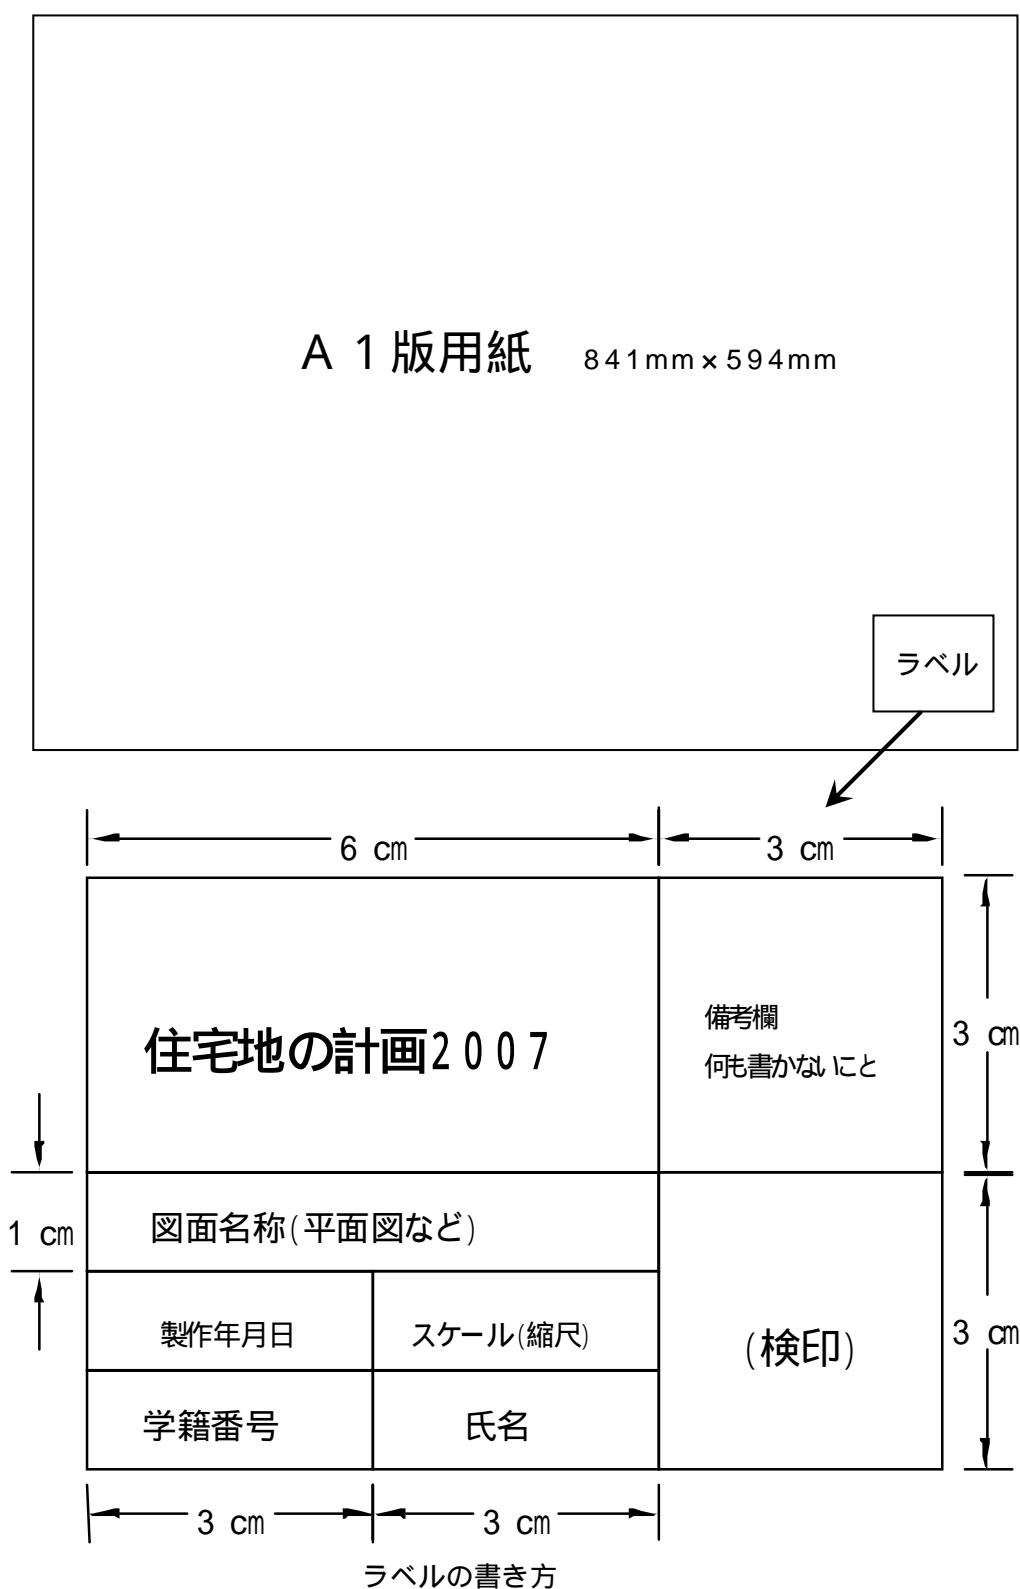 A1版用紙 841mm×594mm
ラベル
6 cm
3 cm
住宅地の計画2007
備考欄
何も書かないこと
3 cm
1 cm
図面名称(平面図など)
製作年月日
スケール(縮尺)
(検印)
3 cm
学籍番号
氏名
3 cm
3 cm
ラベルの書き方